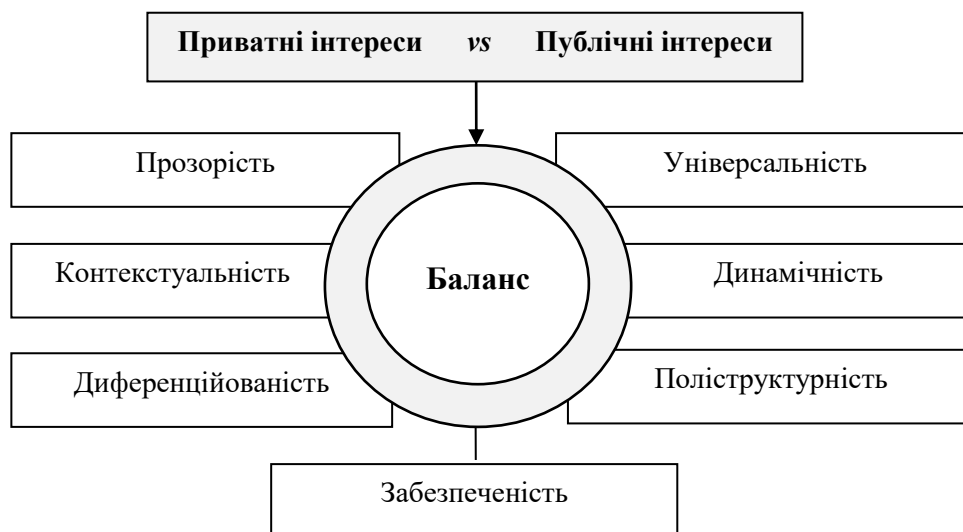 Приватні інтереси vs Публічні інтереси
Прозорість
Універсальність
Контекстуальність
Баланс
Динамічність
Диференційованість
Поліструктурність
Забезпеченість